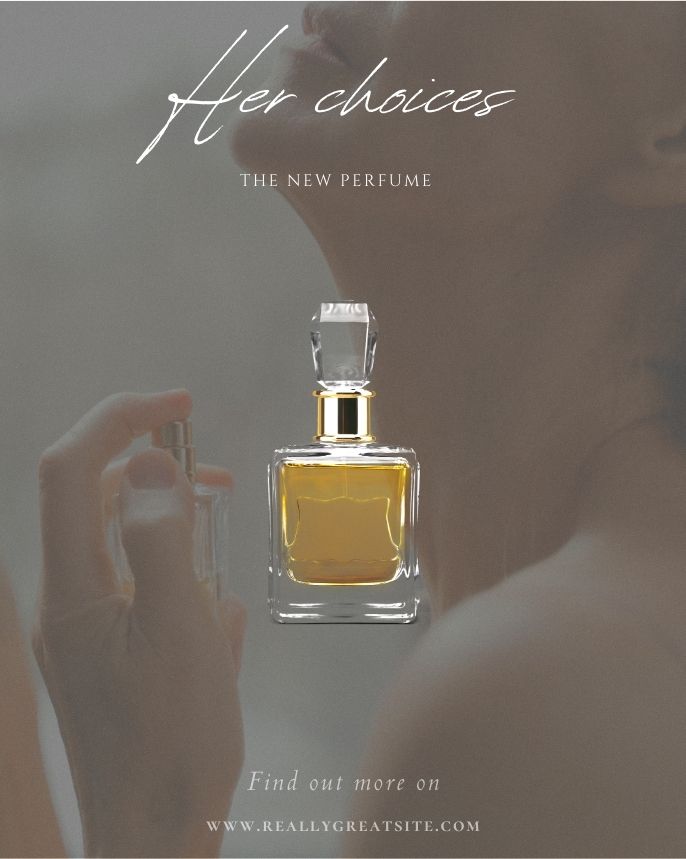 Her choices
THE NEW PERFUME
Find out more on
WWW.REALLYGREATSITE.COM